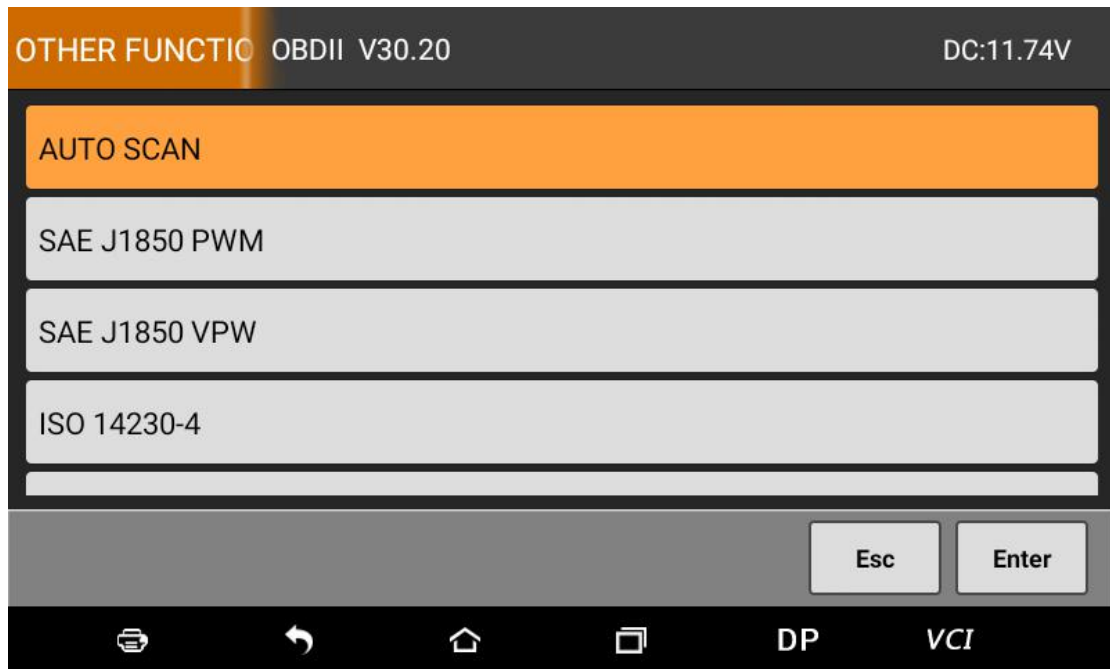 OTHER FUNCTIO OBDII V30.20 DC:11.74V
AUTO SCAN
SAE J1850 PWM
SAE J1850 VPW
ISO 14230-4
Esc Enter
DP VCI